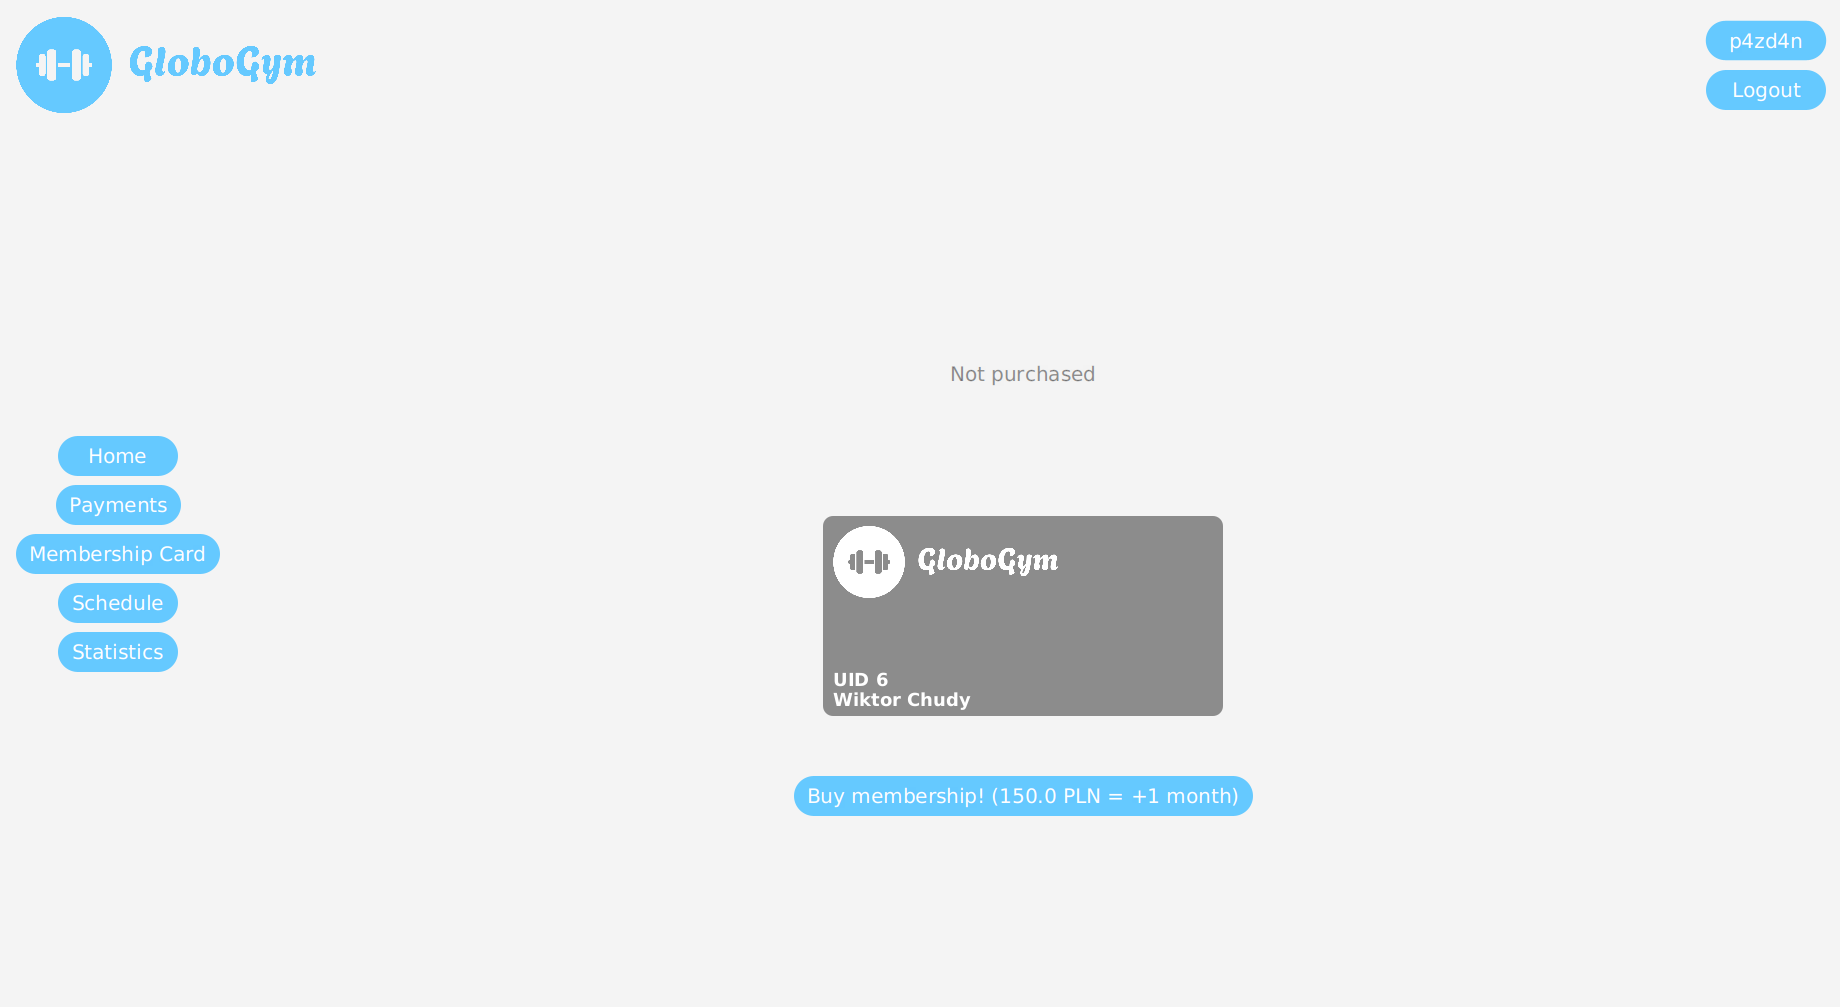 GloboGym
p4zd4n
Logout
Not purchased
Home
Payments
Membership Card
Schedule
Statistics
GloboGym
UID 6
Wiktor Chudy
Buy membership! (150.0 PLN = +1 month)